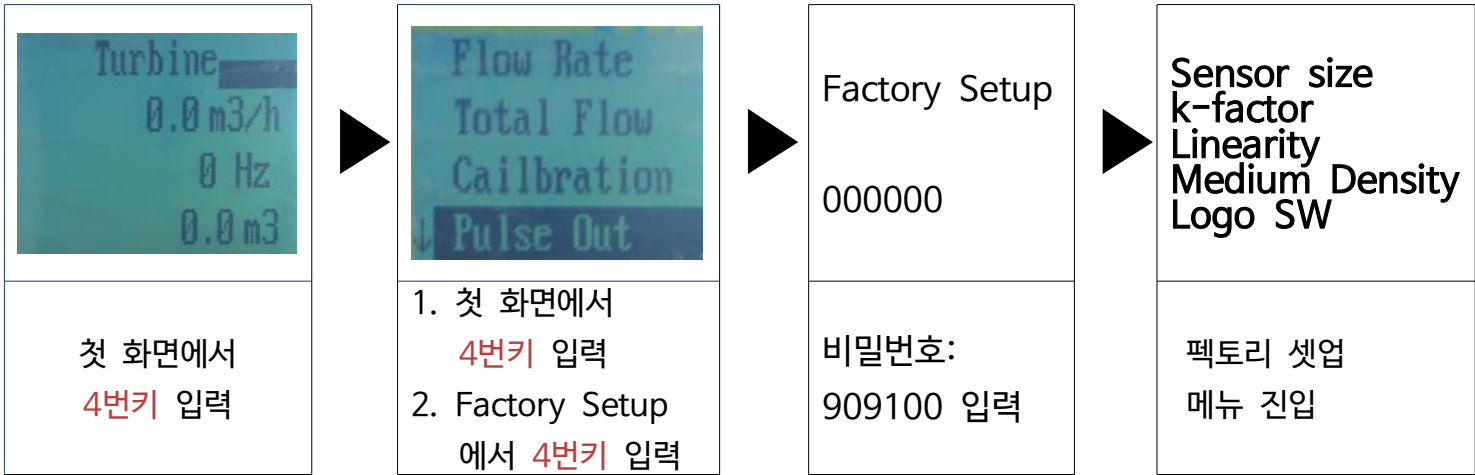 Turbine
0.0 m3/h
0 Hz
0.0 m3
첫 화면에서
4번키 입력
Flow Rate
Total Flow
Cailbration
↓ Pulse Out
1. 첫 화면에서
4번키 입력
2. Factory Setup
에서 4번키 입력
Factory Setup
000000
비밀번호:
909100 입력
Sensor size
k-factor
Linearity
Medium Density
Logo SW
펙토리 셋업
메뉴 진입